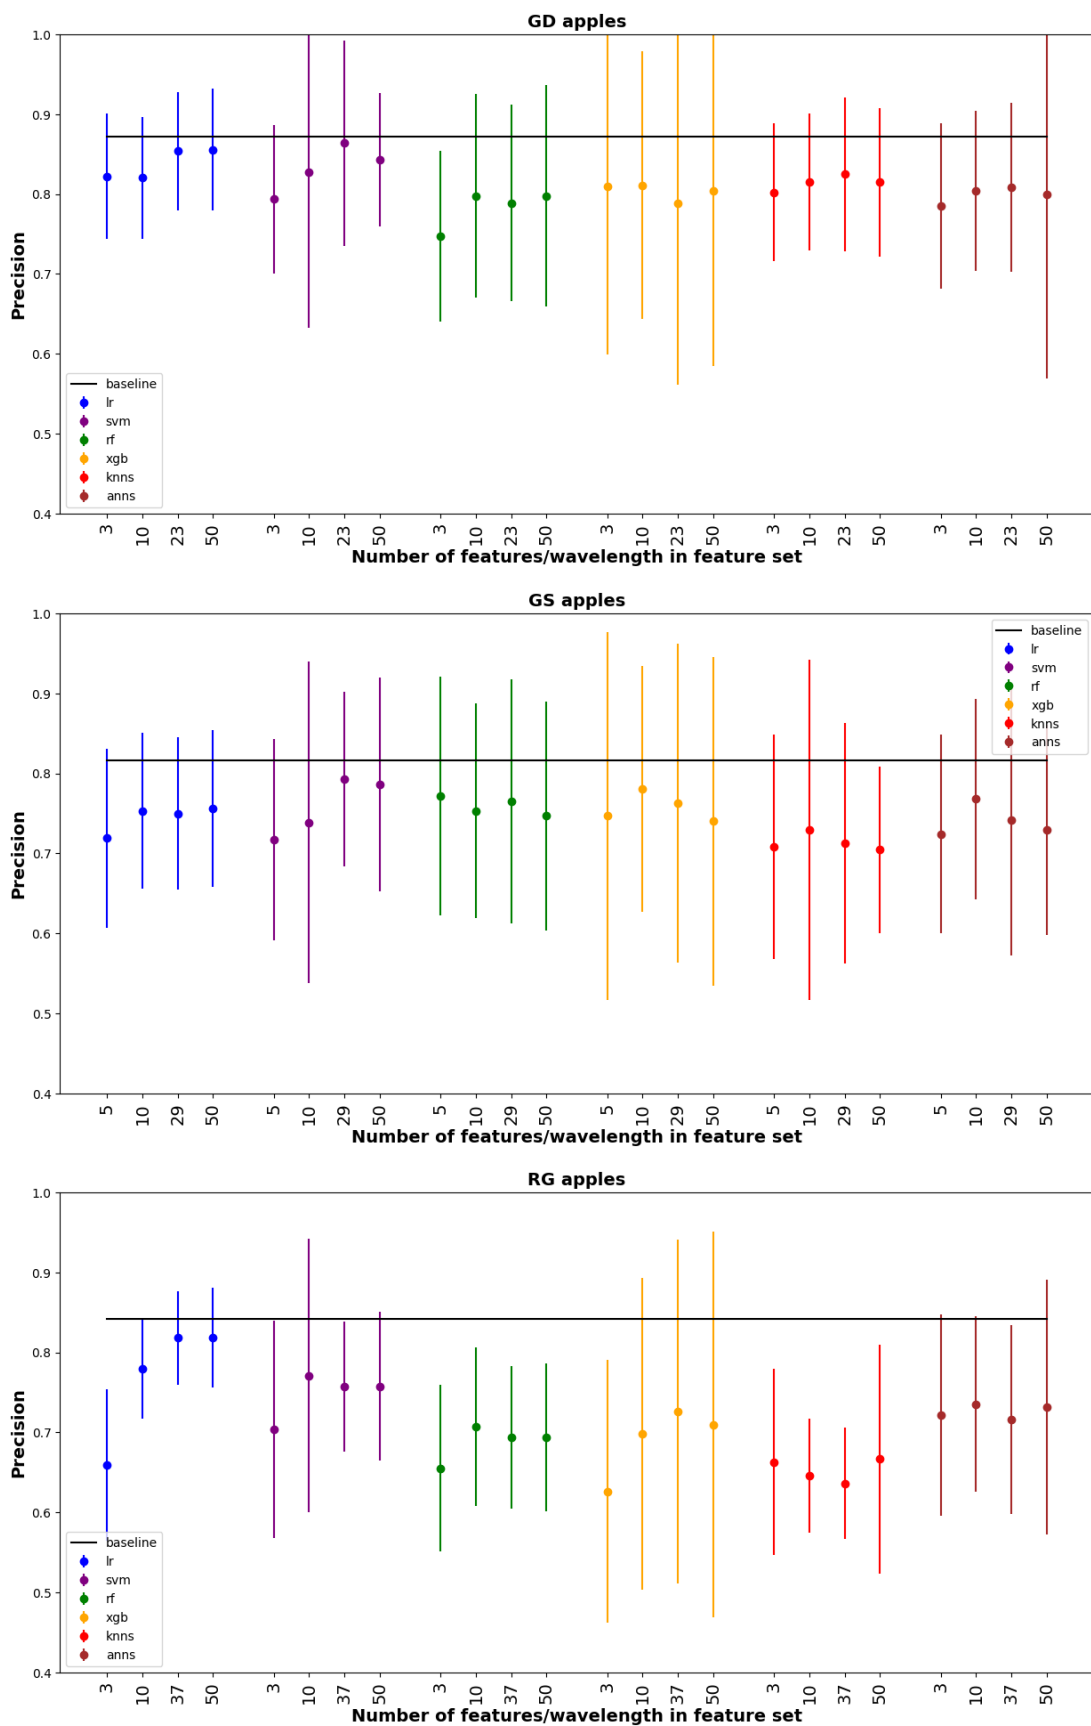 GD apples
1.0
0.9
0.8
0.7
0.6
0.5
0.4
Precision
baseline
lr
svm
rf
xgb
knns
anns
3 10 23 50 3 10 23 50 3 10 23 50 3 10 23 50 3 10 23 50 3 10 23 50
Number of features/wavelength in feature set
GS apples
1.0
0.9
0.8
0.7
0.6
0.5
0.4
Precision
baseline
lr
svm
rf
xgb
knns
anns
5 10 29 50 5 10 29 50 5 10 29 50 5 10 29 50 5 10 29 50 5 10 29 50
Number of features/wavelength in feature set
RG apples
1.0
0.9
0.8
0.7
0.6
0.5
0.4
Precision
baseline
lr
svm
rf
xgb
knns
anns
3 10 37 50 3 10 37 50 3 10 37 50 3 10 37 50 3 10 37 50 3 10 37 50
Number of features/wavelength in feature set